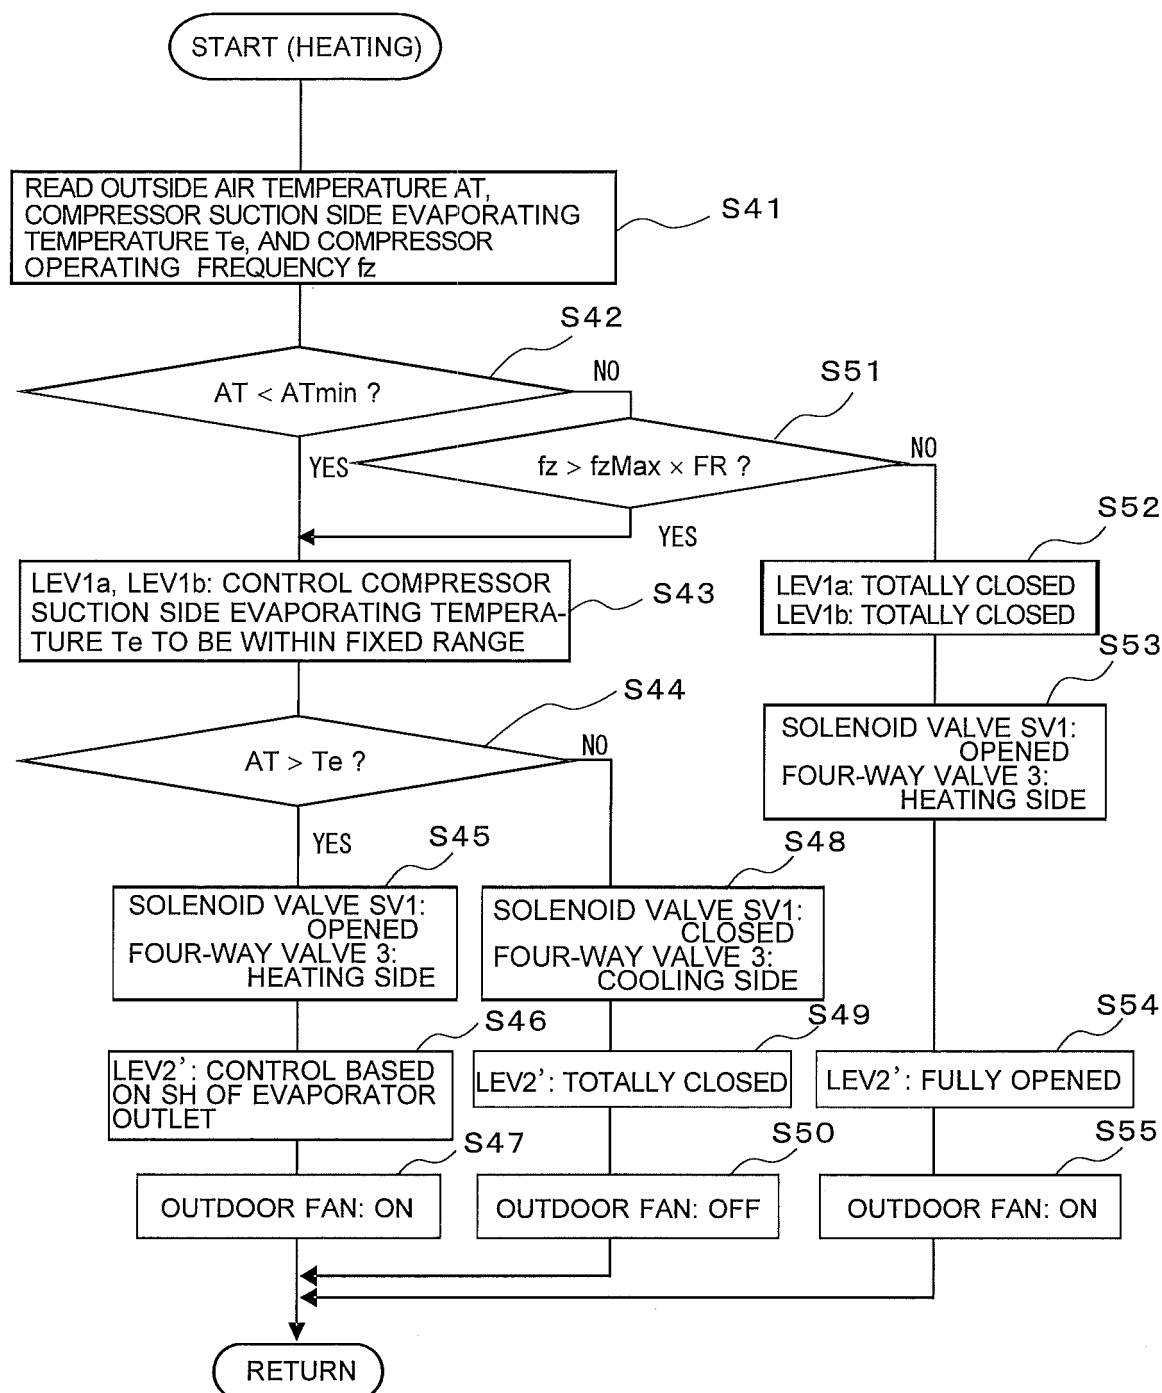 START (HEATING)
READ OUTSIDE AIR TEMPERATURE AT,
COMPRESSOR SUCTION SIDE EVAPORATING
TEMPERATURE Te, AND COMPRESSOR
OPERATING FREQUENCY fz
S41
S42
AT < ATmin ?
NO
YES
S51
fz > fzMax × FR ?
NO
YES
S52
LEV1a: TOTALLY CLOSED
LEV1b: TOTALLY CLOSED
LEV1a, LEV1b: CONTROL COMPRESSOR
SUCTION SIDE EVAPORATING TEMPERA-
TURE Te TO BE WITHIN FIXED RANGE
S43
S53
SOLENOID VALVE SV1:
OPENED
FOUR-WAY VALVE 3:
HEATING SIDE
S44
AT > Te ?
NO
YES
S45
SOLENOID VALVE SV1:
OPENED
FOUR-WAY VALVE 3:
HEATING SIDE
S48
SOLENOID VALVE SV1:
CLOSED
FOUR-WAY VALVE 3:
COOLING SIDE
S46
LEV2’: CONTROL BASED
ON SH OF EVAPORATOR
OUTLET
S49
LEV2’: TOTALLY CLOSED
S54
LEV2’: FULLY OPENED
S47
OUTDOOR FAN: ON
S50
OUTDOOR FAN: OFF
S55
OUTDOOR FAN: ON
RETURN